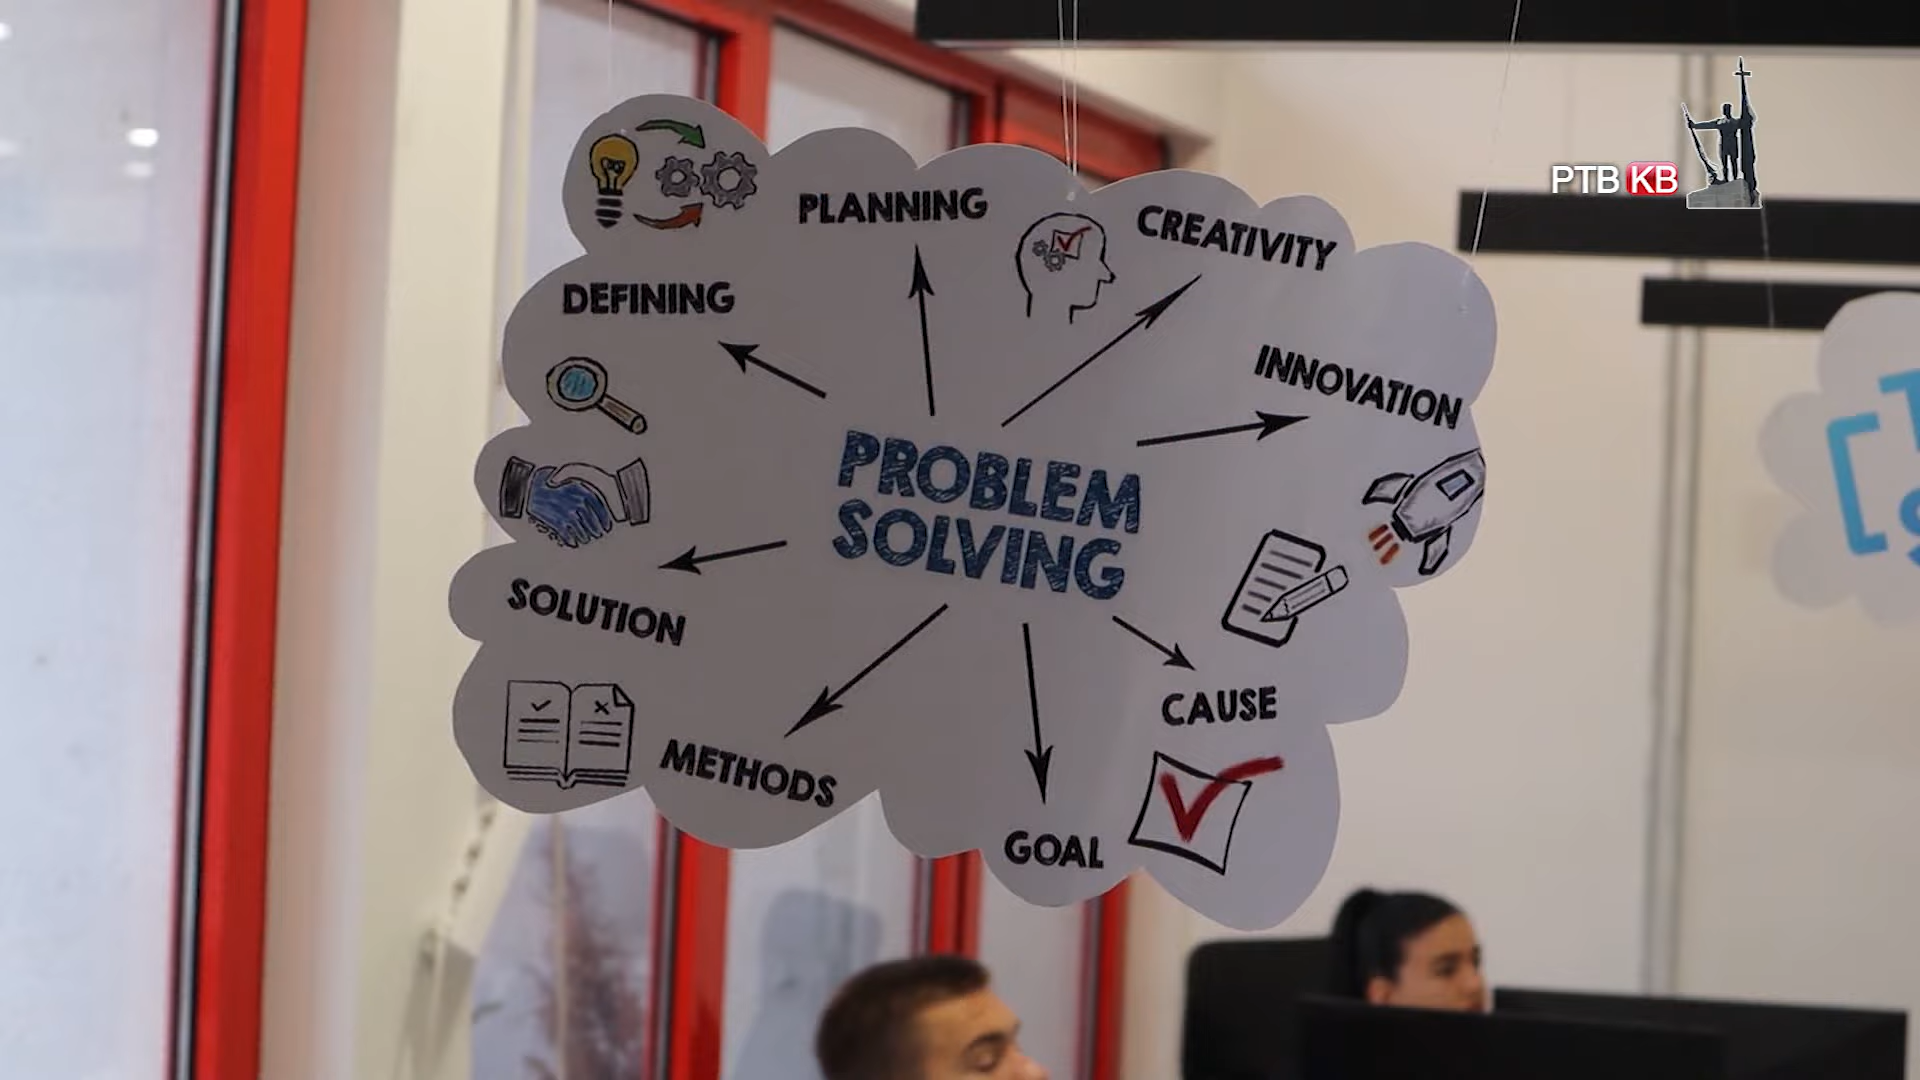 PLANNING
CREATIVITY
РТВ КВ
DEFINING
INNOVATION
PROBLEM
SOLVING
SOLUTION
CAUSE
METHODS
GOAL